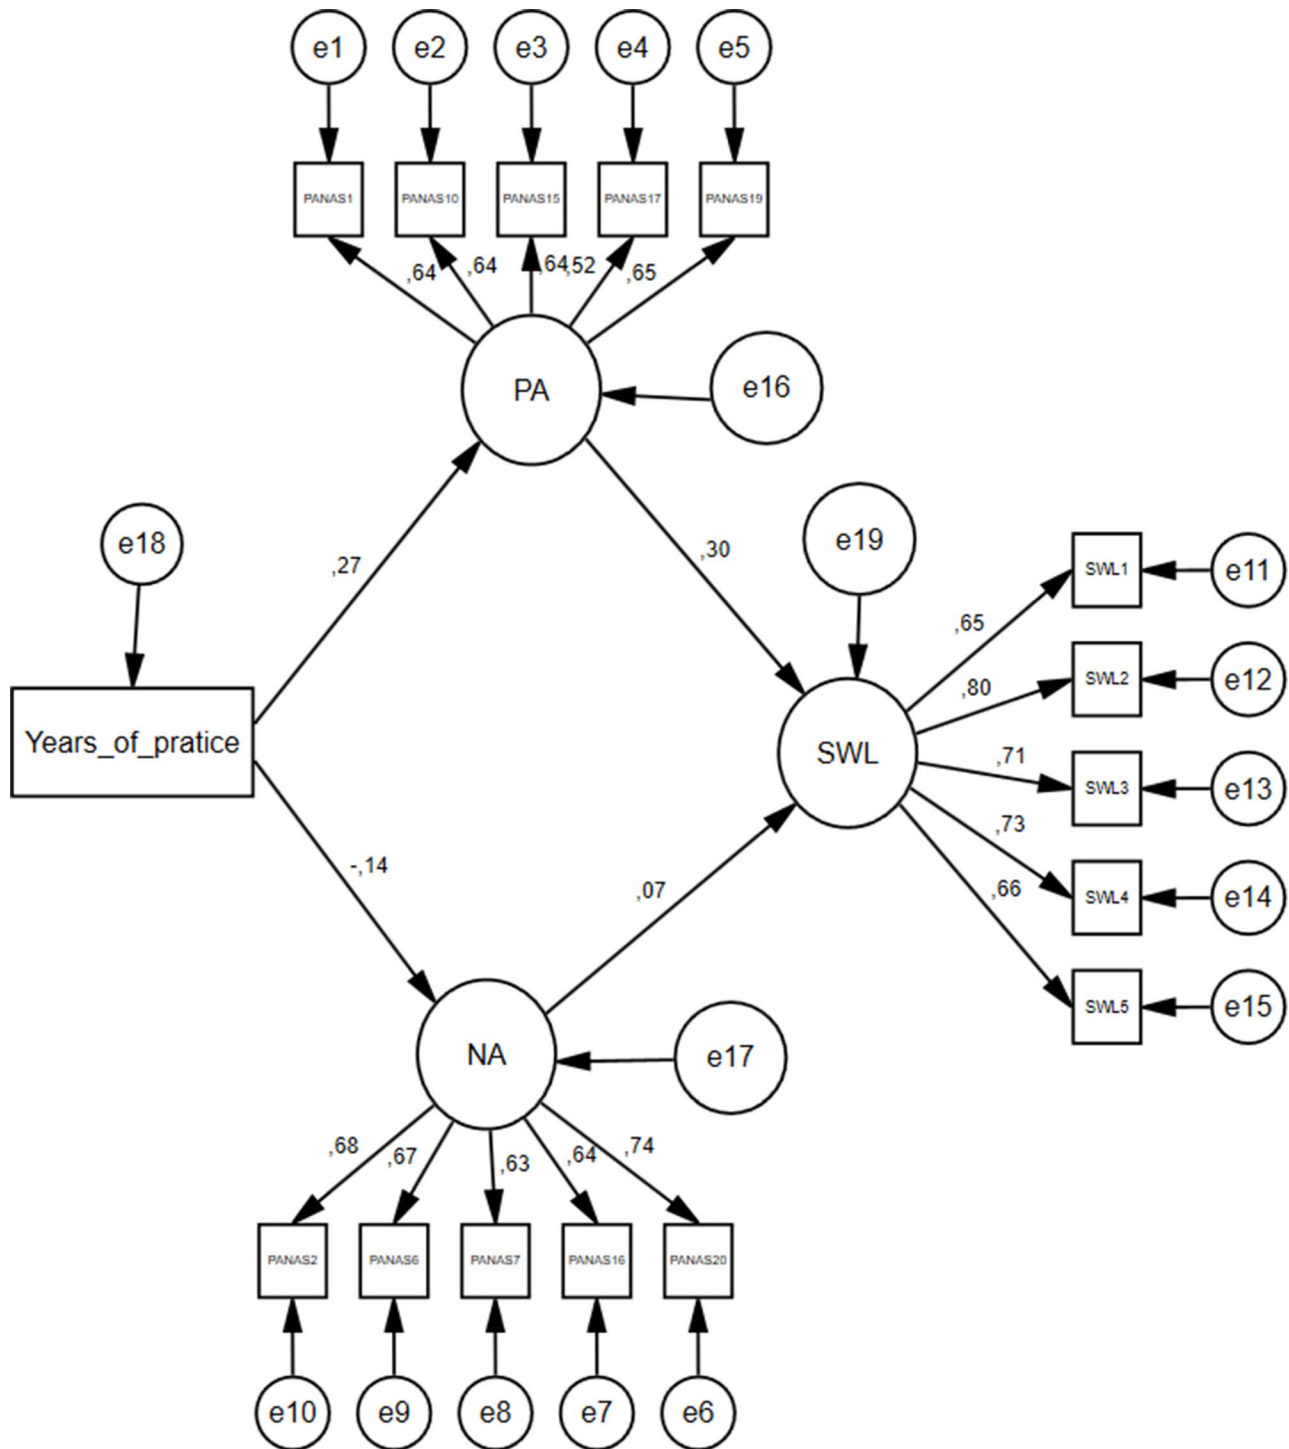 e1 e2 e3 e4 e5
PANAS1 PANAS10 PANAS15 PANAS17 PANAS19
,64 ,64 ,64 ,52 ,65
PA
e16
e18
e19
,27
,30
Years_of_pratice
SWL
,65
,80
,71
,73
,66
SWL1 e11
SWL2 e12
SWL3 e13
SWL4 e14
SWL5 e15
-,14
,07
NA
e17
,68 ,67 ,63 ,64 ,74
PANAS2 PANAS6 PANAS7 PANAS16 PANAS20
e10 e9 e8 e7 e6